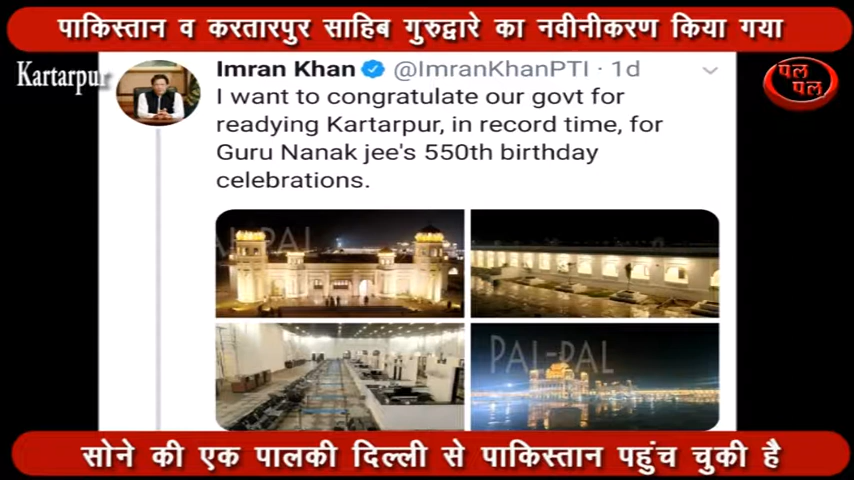 पाकिस्तान व करतारपुर साहिब गुरुद्वारे का नवीनीकरण किया गया
Kartarpur
पल
पल
Imran Khan @ImranKhanPTI · 1d
I want to congratulate our govt for
readying Kartarpur, in record time, for
Guru Nanak jee's 550th birthday
celebrations.
PAL PAL
PAL-PAL
सोने की एक पालकी दिल्ली से पाकिस्तान पहुंच चुकी है